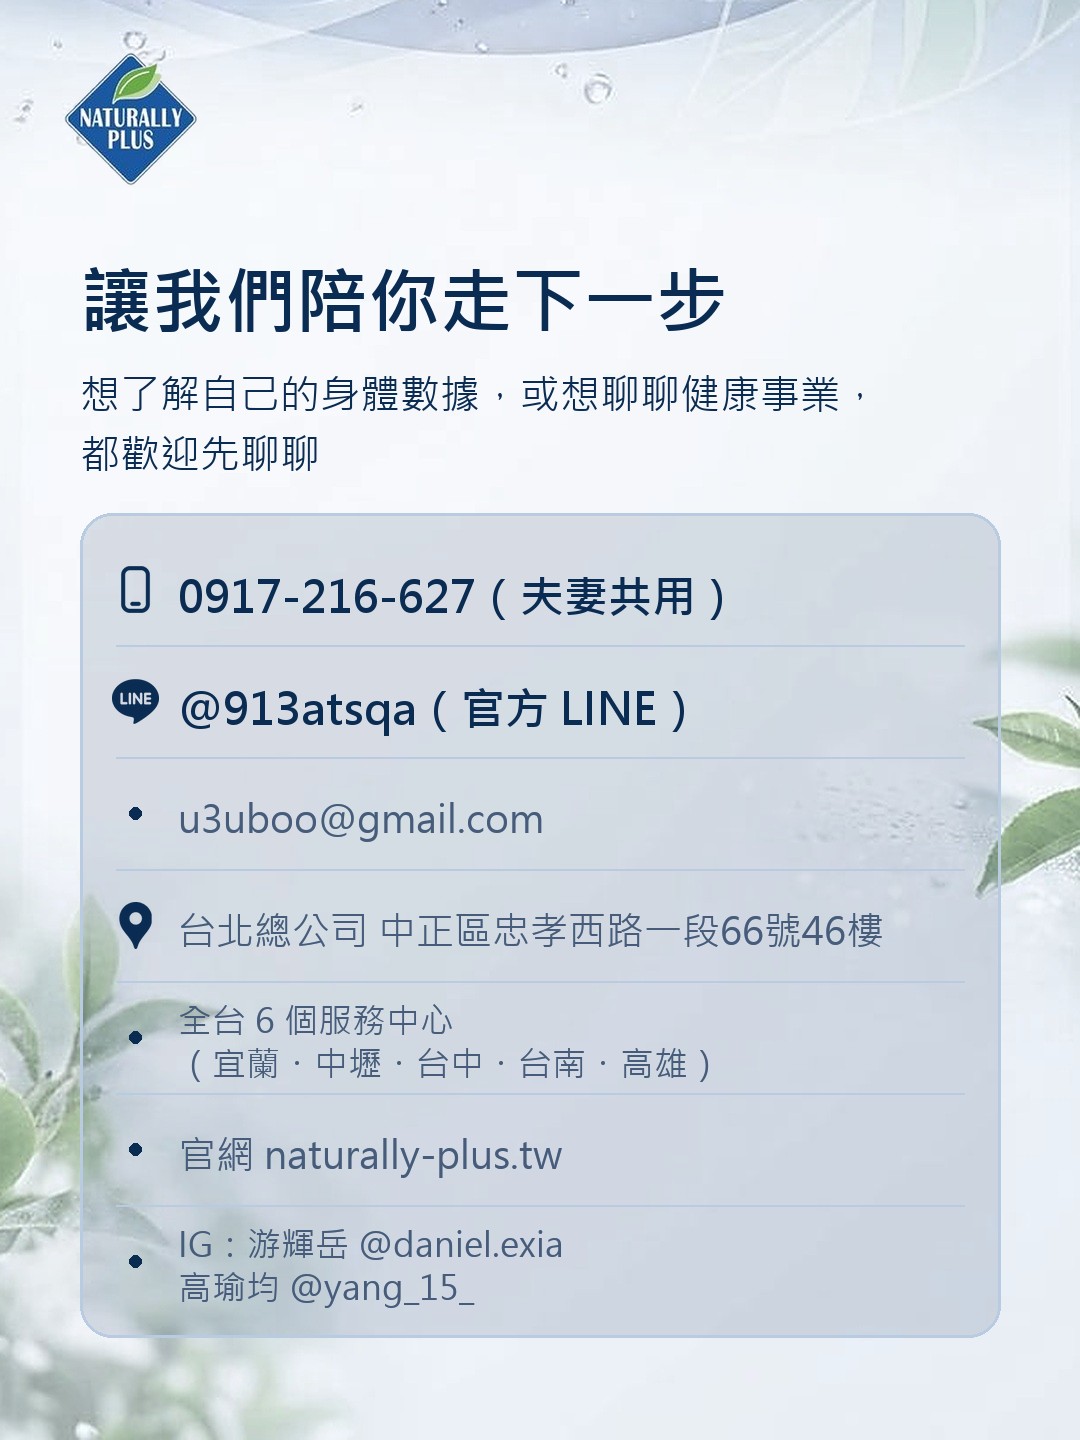 NATURALLY
PLUS
讓我們陪你走下一步
想了解自己的身體數據，或想聊聊健康事業，
都歡迎先聊聊
0917-216-627（夫妻共用）
LINE
@913atsqa（官方 LINE）
u3uboo@gmail.com
台北總公司 中正區忠孝西路一段66號46樓
全台 6 個服務中心
（宜蘭．中壢．台中．台南．高雄）
官網 naturally-plus.tw
IG：游輝岳 @daniel.exia
高瑜均 @yang_15_